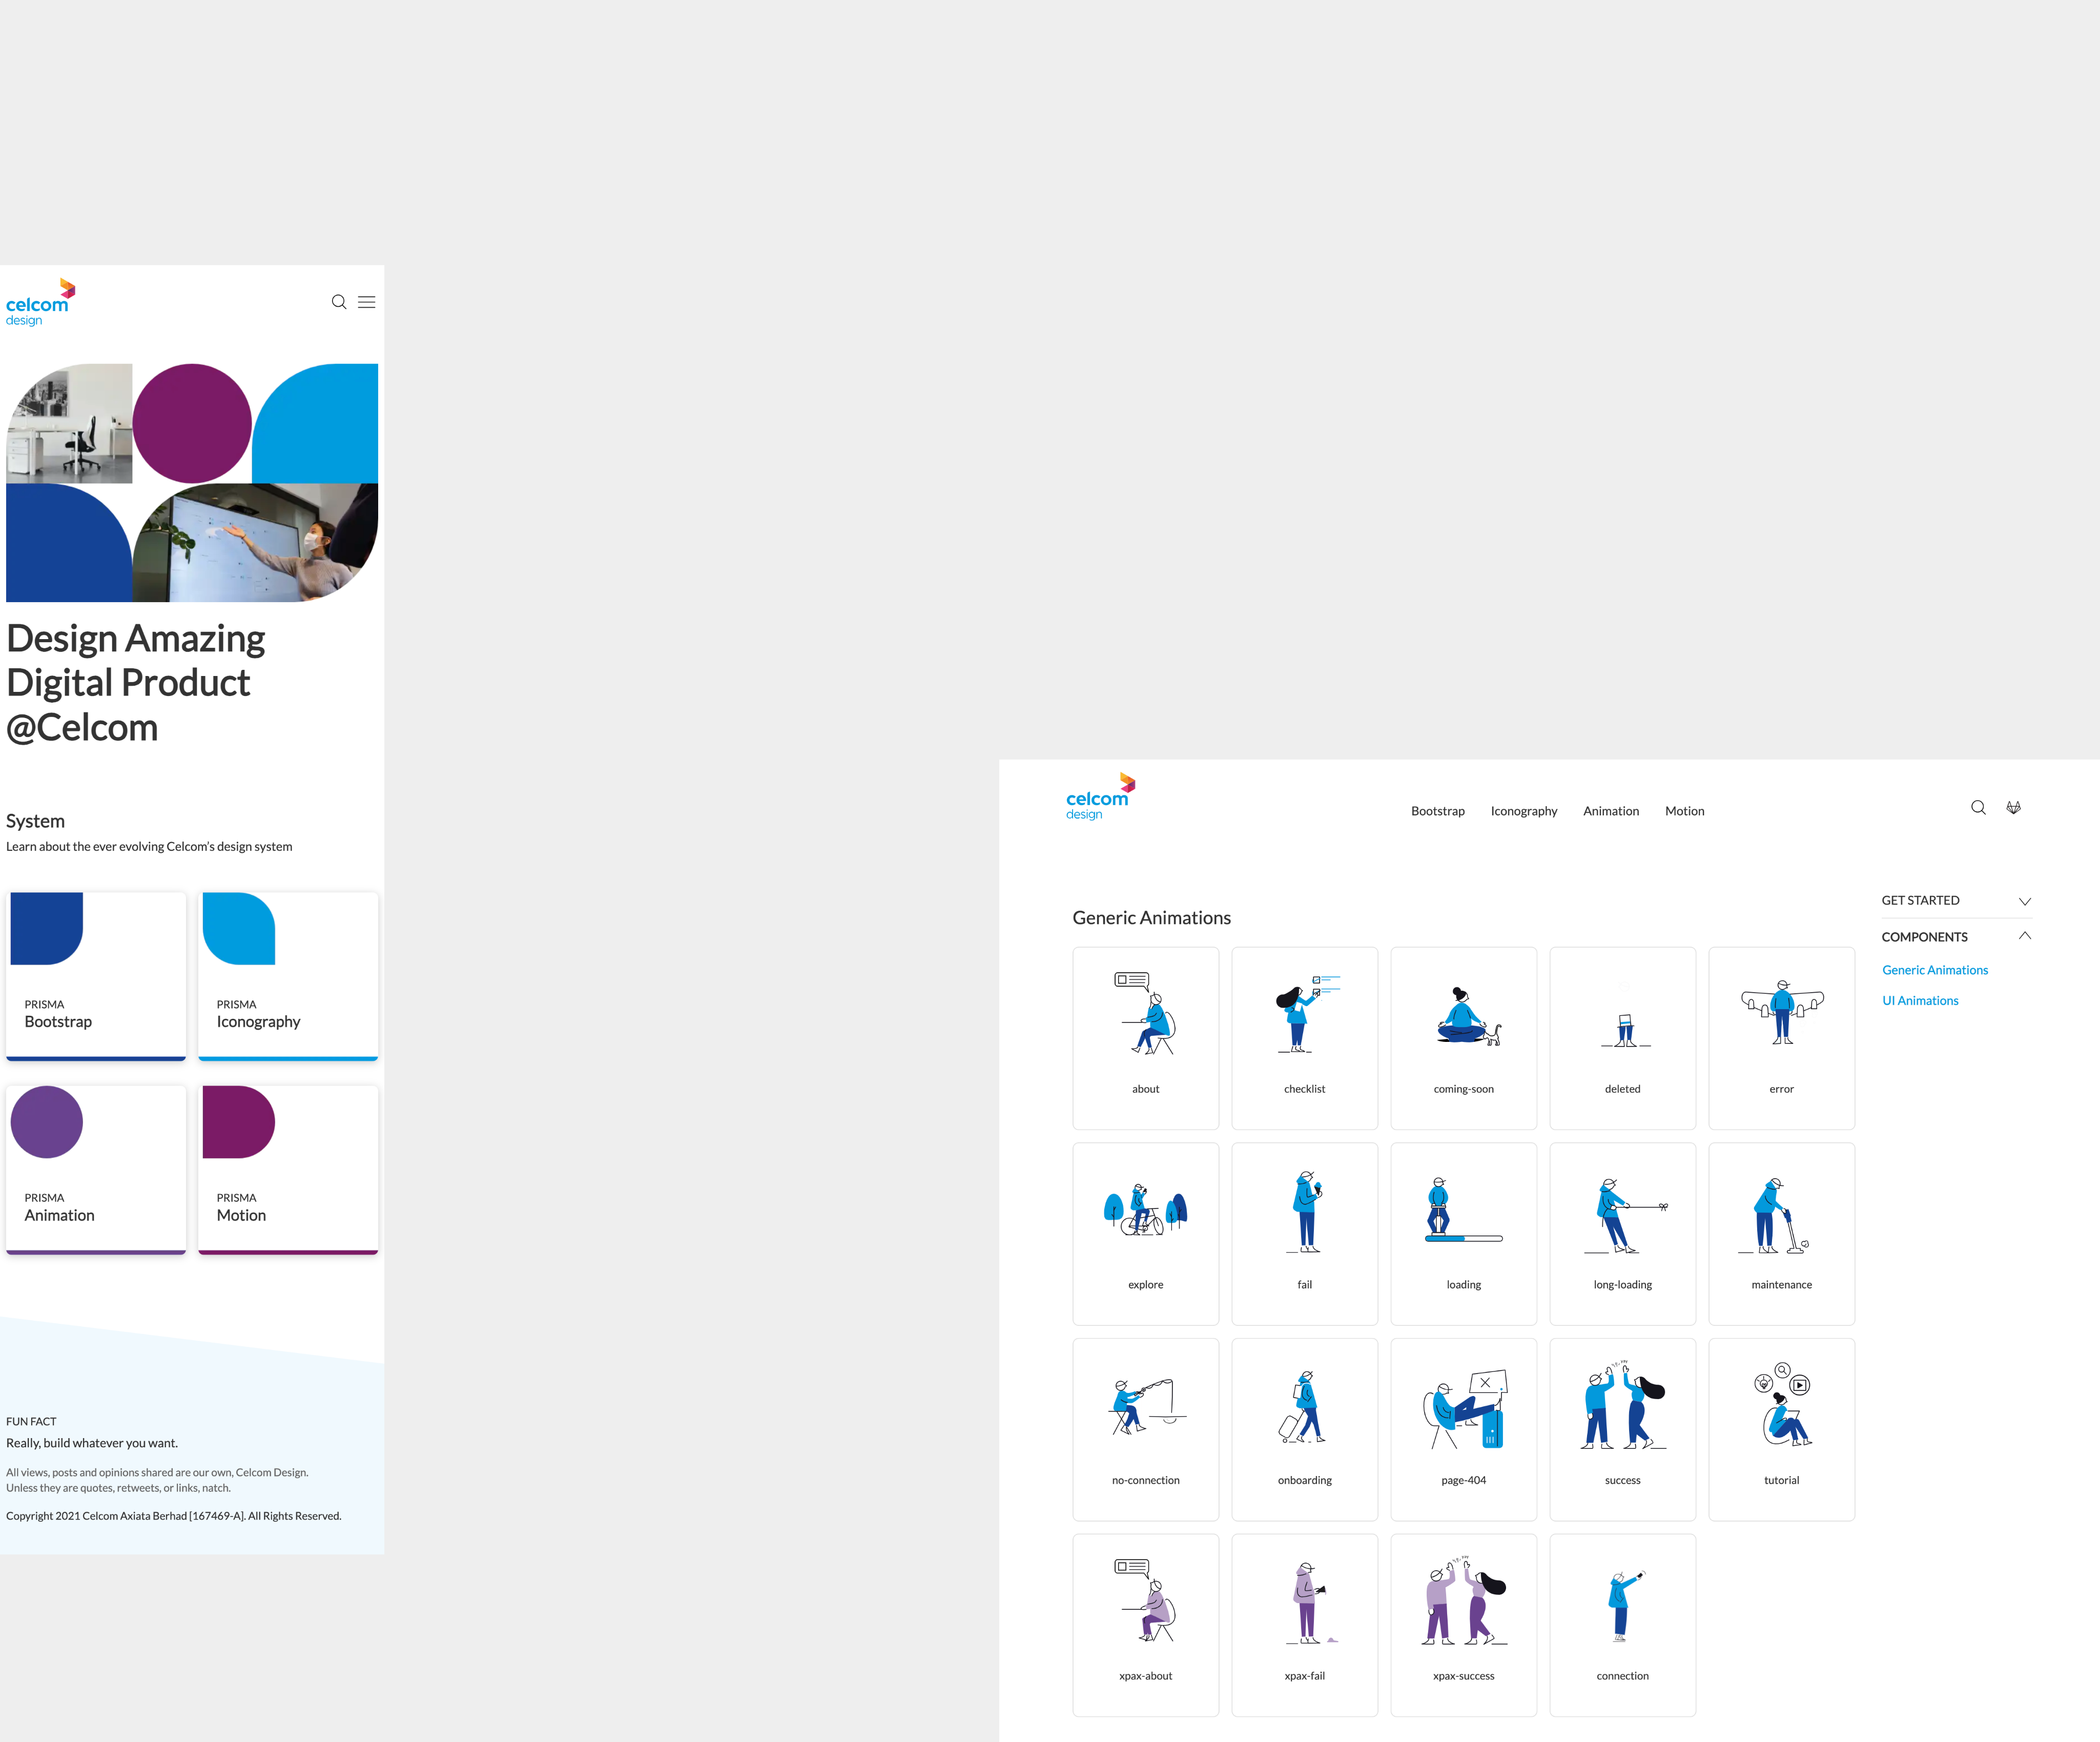 celcom
design
Design Amazing
Digital Product
@Celcom
System
Learn about the ever evolving Celcom's design system
PRISMA
Bootstrap
PRISMA
Iconography
PRISMA
Animation
PRISMA
Motion
FUN FACT
Really, build whatever you want.
All views, posts and opinions shared are our own, Celcom Design.
Unless they are quotes, retweets, or links, natch.
Copyright 2021 Celcom Axiata Berhad [167469-A]. All Rights Reserved.
celcom
design
Bootstrap Iconography Animation Motion
GET STARTED
COMPONENTS
Generic Animations
UI Animations
Generic Animations
about checklist coming-soon deleted error
explore fail loading long-loading maintenance
no-connection onboarding page-404 success tutorial
xpax-about xpax-fail xpax-success connection